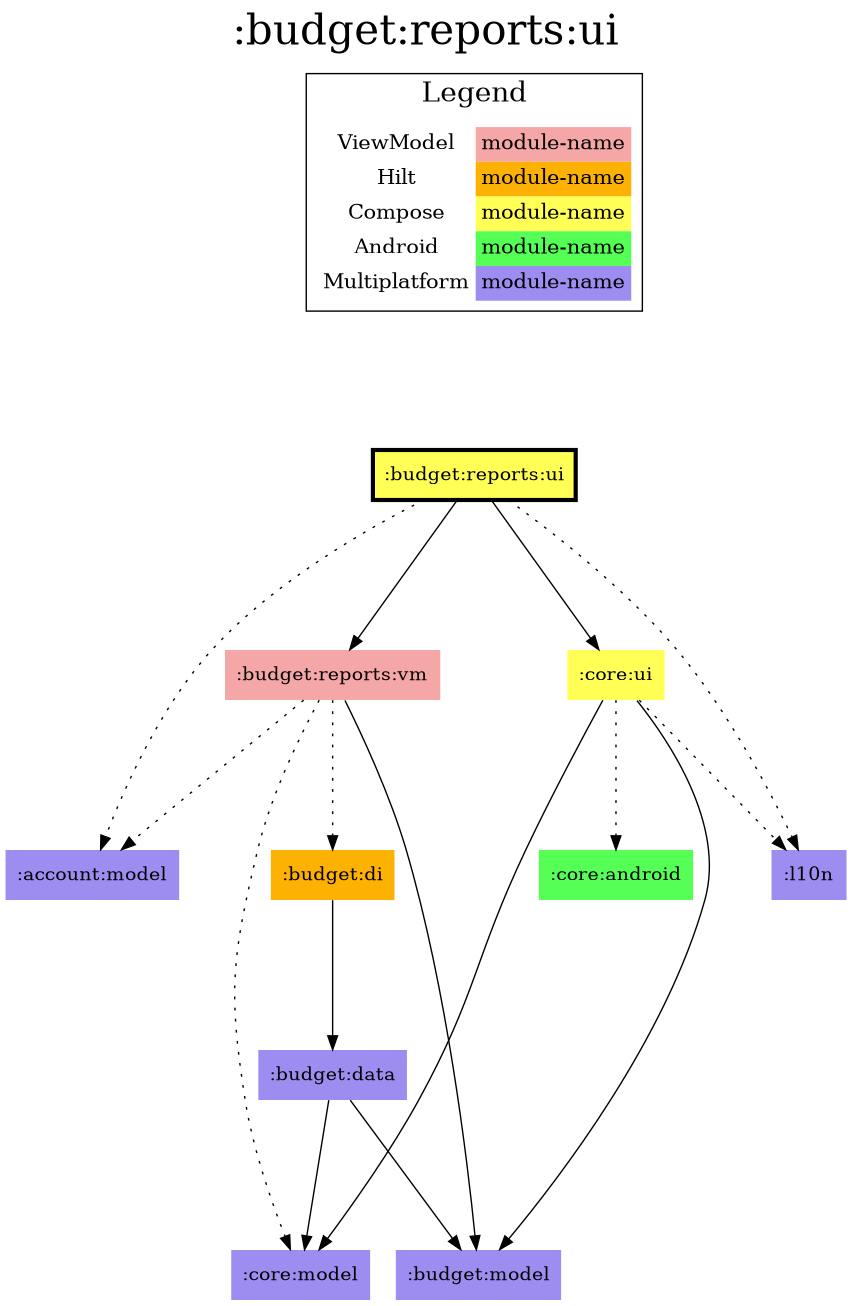 :budget:reports:ui
Legend
ViewModel module-name
Hilt module-name
Compose module-name
Android module-name
Multiplatform module-name
:budget:reports:ui
:budget:reports:vm
:core:ui
:account:model
:budget:di
:core:android
:l10n
:budget:data
:core:model
:budget:model